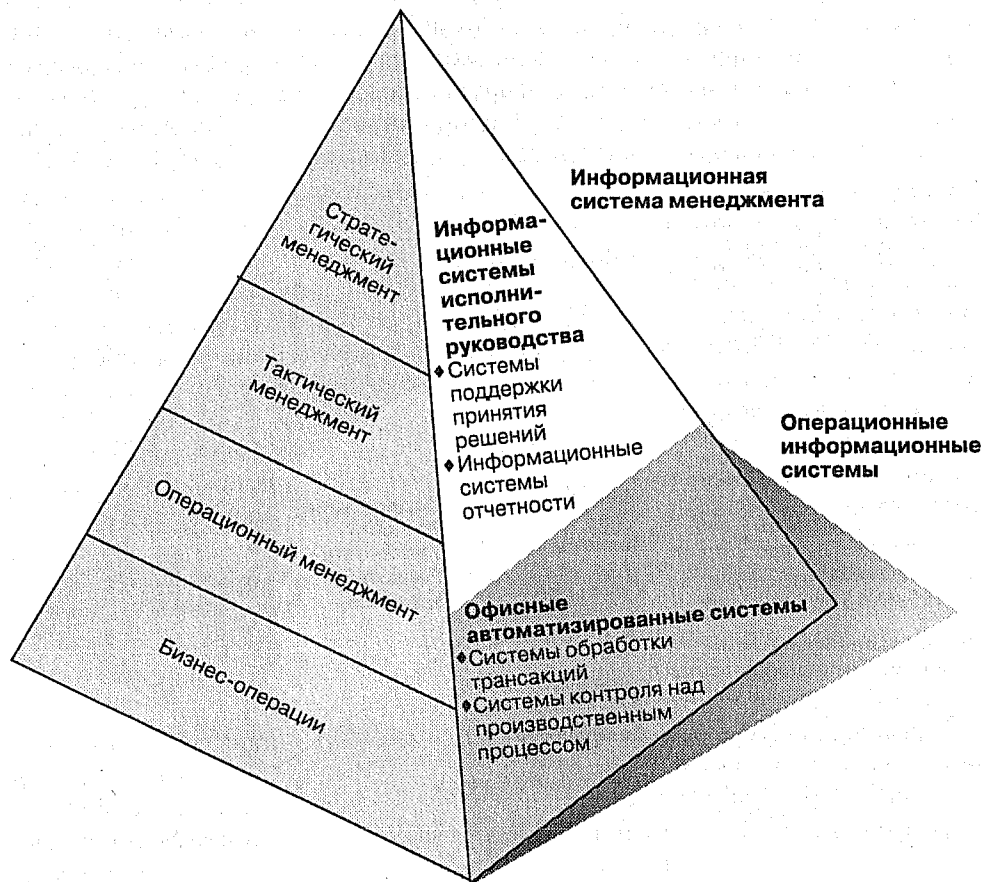 Страте-
гический
менеджмент
Тактический
менеджмент
Операционный менеджмент
Бизнес-операции
Информа-
ционные
системы
исполни-
тельного
руководства
♦Системы
поддержки
принятия
решений
♦Информационные
системы
отчетности
Информационная
система менеджмента
Операционные
информационные
системы
Офисные
автоматизированные системы
♦Системы обработки
трансакций
♦Системы контроля над
производственным
процессом